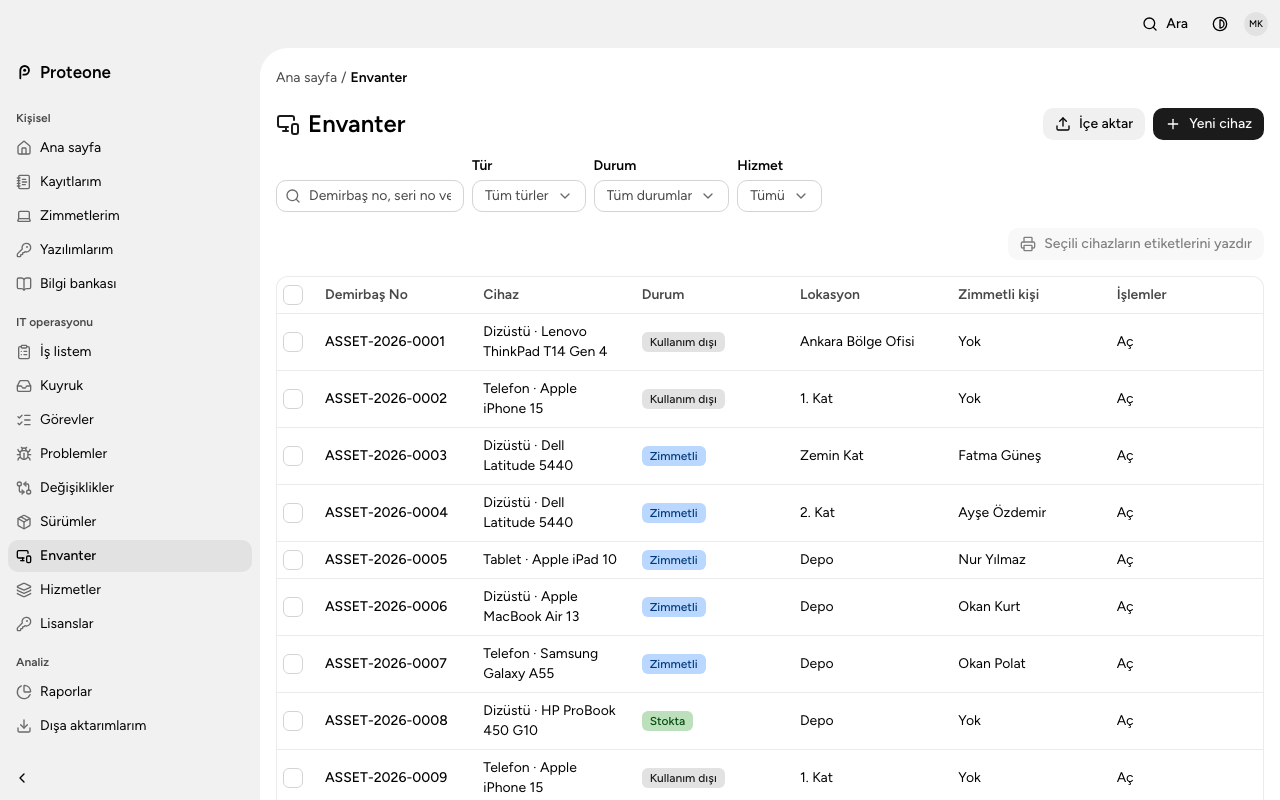 Ara
MK
Proteone
Kişisel
Ana sayfa
Kayıtlarım
Zimmetlerim
Yazılımlarım
Bilgi bankası
IT operasyonu
İş listem
Kuyruk
Görevler
Problemler
Değişiklikler
Sürümler
Envanter
Hizmetler
Lisanslar
Analiz
Raporlar
Dışa aktarımlarım
Ana sayfa / Envanter
Envanter
İçe aktar
Yeni cihaz
Tür
Durum
Hizmet
Demirbaş no, seri no ve
Tüm türler
Tüm durumlar
Tümü
Seçili cihazların etiketlerini yazdır
Demirbaş No
Cihaz
Durum
Lokasyon
Zimmetli kişi
İşlemler
ASSET-2026-0001
Dizüstü · Lenovo
ThinkPad T14 Gen 4
Kullanım dışı
Ankara Bölge Ofisi
Yok
Aç
ASSET-2026-0002
Telefon · Apple
iPhone 15
Kullanım dışı
1. Kat
Yok
Aç
ASSET-2026-0003
Dizüstü · Dell
Latitude 5440
Zimmetli
Zemin Kat
Fatma Güneş
Aç
ASSET-2026-0004
Dizüstü · Dell
Latitude 5440
Zimmetli
2. Kat
Ayşe Özdemir
Aç
ASSET-2026-0005
Tablet · Apple iPad 10
Zimmetli
Depo
Nur Yılmaz
Aç
ASSET-2026-0006
Dizüstü · Apple
MacBook Air 13
Zimmetli
Depo
Okan Kurt
Aç
ASSET-2026-0007
Telefon · Samsung
Galaxy A55
Zimmetli
Depo
Okan Polat
Aç
ASSET-2026-0008
Dizüstü · HP ProBook
450 G10
Stokta
Depo
Yok
Aç
ASSET-2026-0009
Telefon · Apple
iPhone 15
Kullanım dışı
1. Kat
Yok
Aç